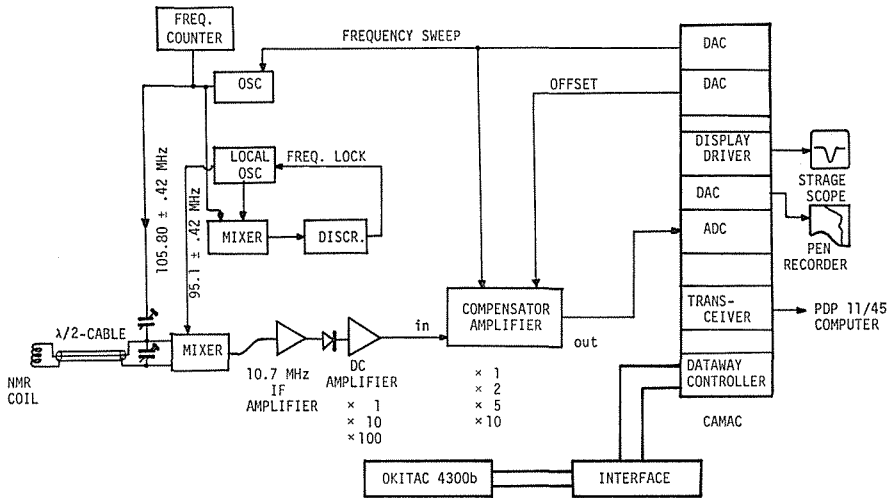 FREQ.
COUNTER
FREQUENCY SWEEP
OSC
OFFSET
DAC
DAC
LOCAL
OSC
FREQ. LOCK
MIXER
DISCR.
105.80 ± .42 MHz
95.1 ± .42 MHz
DISPLAY
DRIVER
STRAGE
SCOPE
DAC
ADC
PEN
RECORDER
TRANS-
CEIVER
PDP 11/45
COMPUTER
DATAWAY
CONTROLLER
CAMAC
λ/2-CABLE
NMR
COIL
MIXER
10.7 MHz
IF
AMPLIFIER
DC
AMPLIFIER
× 1
× 10
×100
in
COMPENSATOR
AMPLIFIER
out
× 1
× 2
× 5
×10
OKITAC 4300b
INTERFACE